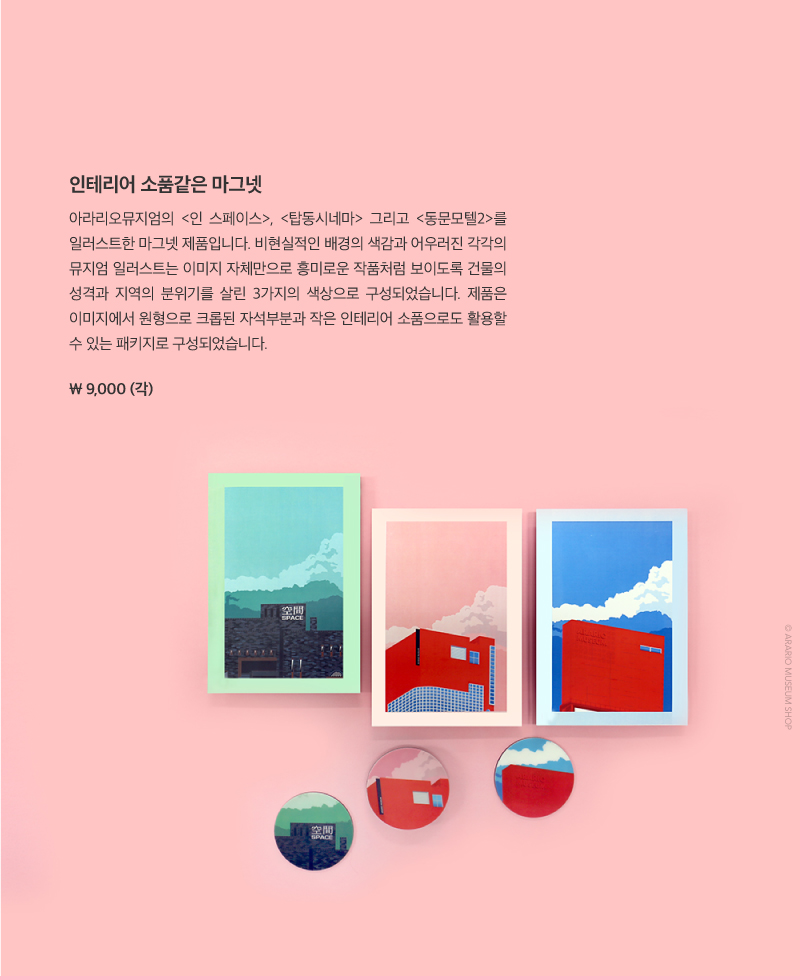 인테리어 소품같은 마그넷
아라리오뮤지엄의 <인 스페이스>, <탑동시네마> 그리고 <동문모텔2>를
일러스트한 마그넷 제품입니다. 비현실적인 배경의 색감과 어우러진 각각의
뮤지엄 일러스트는 이미지 자체만으로 흥미로운 작품처럼 보이도록 건물의
성격과 지역의 분위기를 살린 3가지의 색상으로 구성되었습니다. 제품은
이미지에서 원형으로 크롭된 자석부분과 작은 인테리어 소품으로도 활용할
수 있는 패키지로 구성되었습니다.
₩ 9,000 (각)
空間
SPACE
空間
SPACE
© ARARIO MUSEUM SHOP